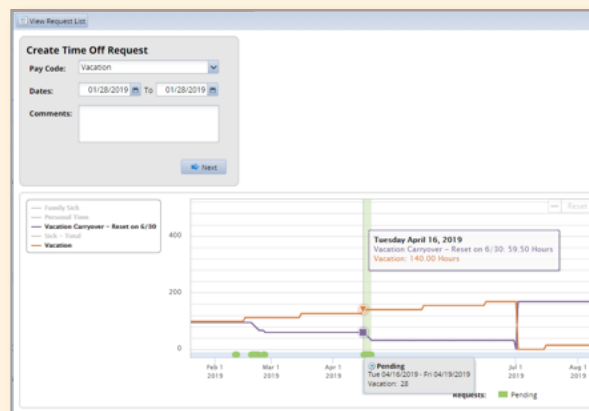 View Request List
Create Time Off Request
Pay Code: Vacation
Dates: 01/28/2019 To 01/28/2019
Comments:
Next
Family Sick
Personal Time
Vacation Carryover – Reset on 6/30
Sick – Total
Vacation
Reset
400
200
0
Tuesday April 16, 2019
Vacation Carryover – Reset on 6/30: 59.50 Hours
Vacation: 140.00 Hours
Feb 1
2019
Mar 1
2019
Apr 1
2019
Jul 1
2019
Aug 1
2019
Pending
Tue 04/16/2019 - Fri 04/19/2019
Vacation: 28
Requests: Pending